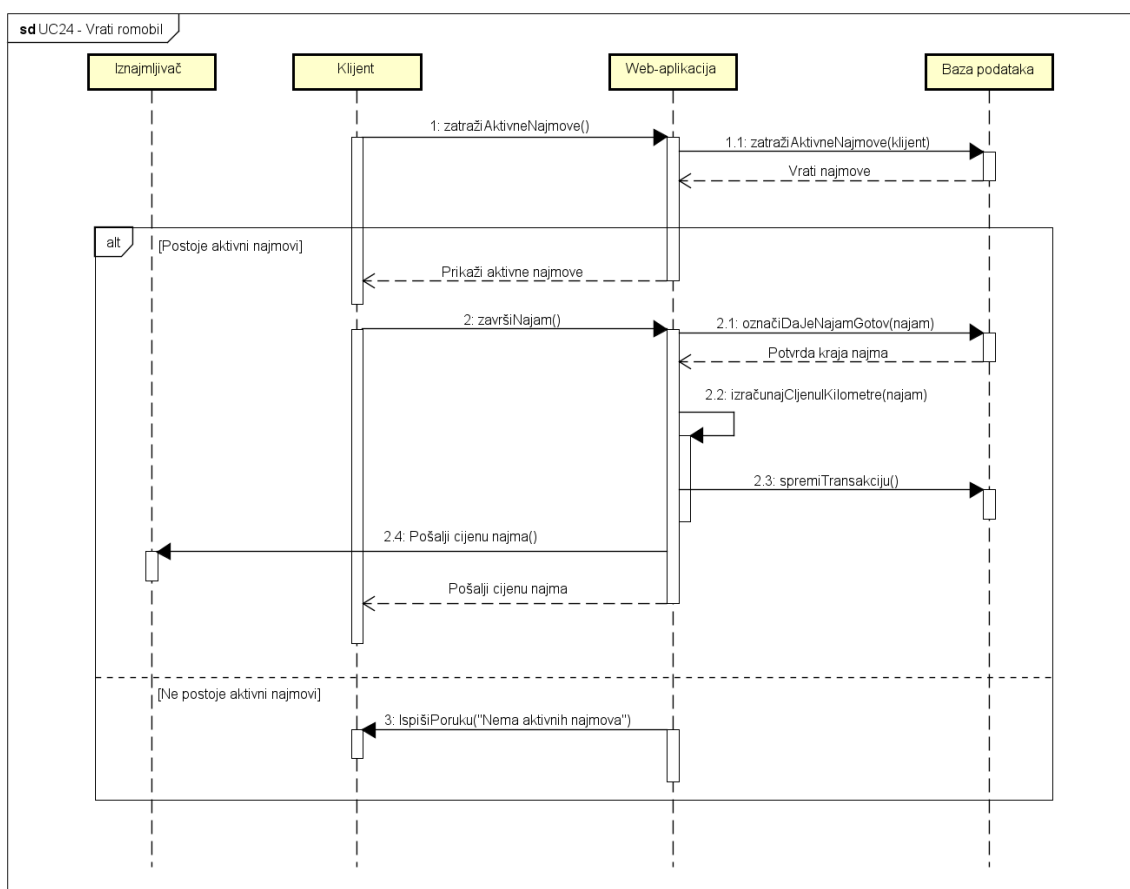 sd UC24 - Vrati romobil
Iznajmljivač
Klijent
Web-aplikacija
Baza podataka
1: zatražiAktivneNajmove()
1.1: zatražiAktivneNajmove(klijent)
Vrati najmove
alt
[Postoje aktivni najmovi]
Prikaži aktivne najmove
2: završiNajam()
2.1: označiDaJeNajamGotov(najam)
Potvrda kraja najma
2.2: izračunajCIjenuIKilometre(najam)
2.3: spremiTransakciju()
2.4: Pošalji cijenu najma()
Pošalji cijenu najma
[Ne postoje aktivni najmovi]
3: IspišiPoruku("Nema aktivnih najmova")